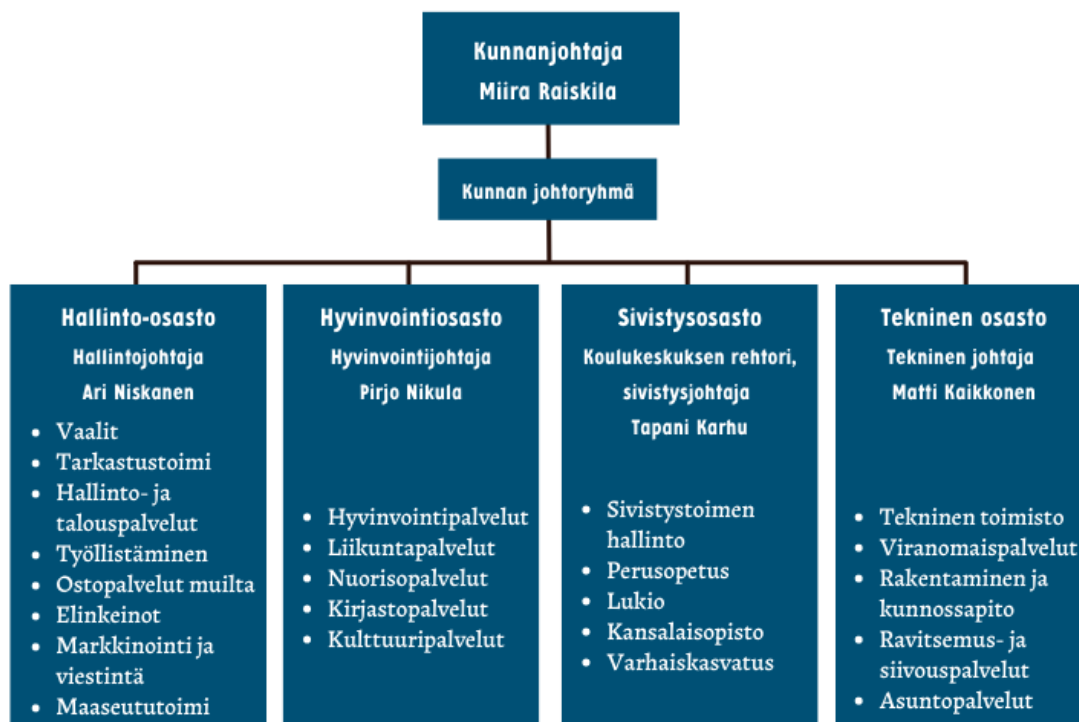 Kunnanjohtaja
Miira Raiskila
Kunnan johtoryhmä
Hallinto-osasto
Hallintojohtaja
Ari Niskanen
• Vaalit
• Tarkastustoimi
• Hallinto- ja
talouspalvelut
• Työllistäminen
• Ostopalvelut muilta
• Elinkeinot
• Markkinointi ja
viestintä
• Maaseututoimi
Hyvinvointiosasto
Hyvinvointijohtaja
Pirjo Nikula
• Hyvinvointipalvelut
• Liikuntapalvelut
• Nuorisopalvelut
• Kirjastopalvelut
• Kulttuuripalvelut
Sivistysosasto
Koulukeskuksen rehtori,
sivistysjohtaja
Tapani Karhu
• Sivistystoimen
hallinto
• Perusopetus
• Lukio
• Kansalaisopisto
• Varhaiskasvatus
Tekninen osasto
Tekninen johtaja
Matti Kaikkonen
• Tekninen toimisto
• Viranomaispalvelut
• Rakentaminen ja
kunnossapito
• Ravitsemus- ja
siivouspalvelut
• Asuntopalvelut